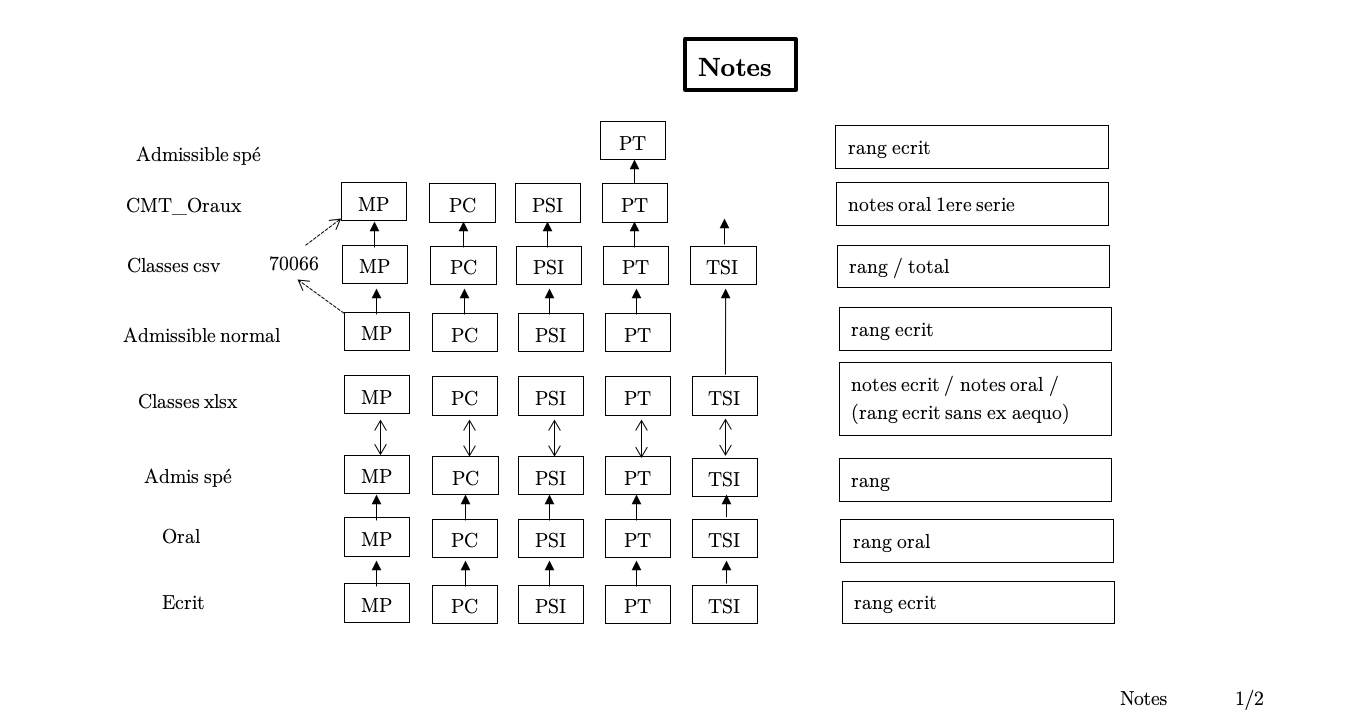 Notes
Admissible spé PT rang ecrit
CMT_Oraux MP PC PSI PT notes oral 1ere serie
Classes csv 70066 MP PC PSI PT TSI rang / total
Admissible normal MP PC PSI PT rang ecrit
Classes xlsx MP PC PSI PT TSI notes ecrit / notes oral /
(rang ecrit sans ex aequo)
Admis spé MP PC PSI PT TSI rang
Oral MP PC PSI PT TSI rang oral
Ecrit MP PC PSI PT TSI rang ecrit
Notes 1/2